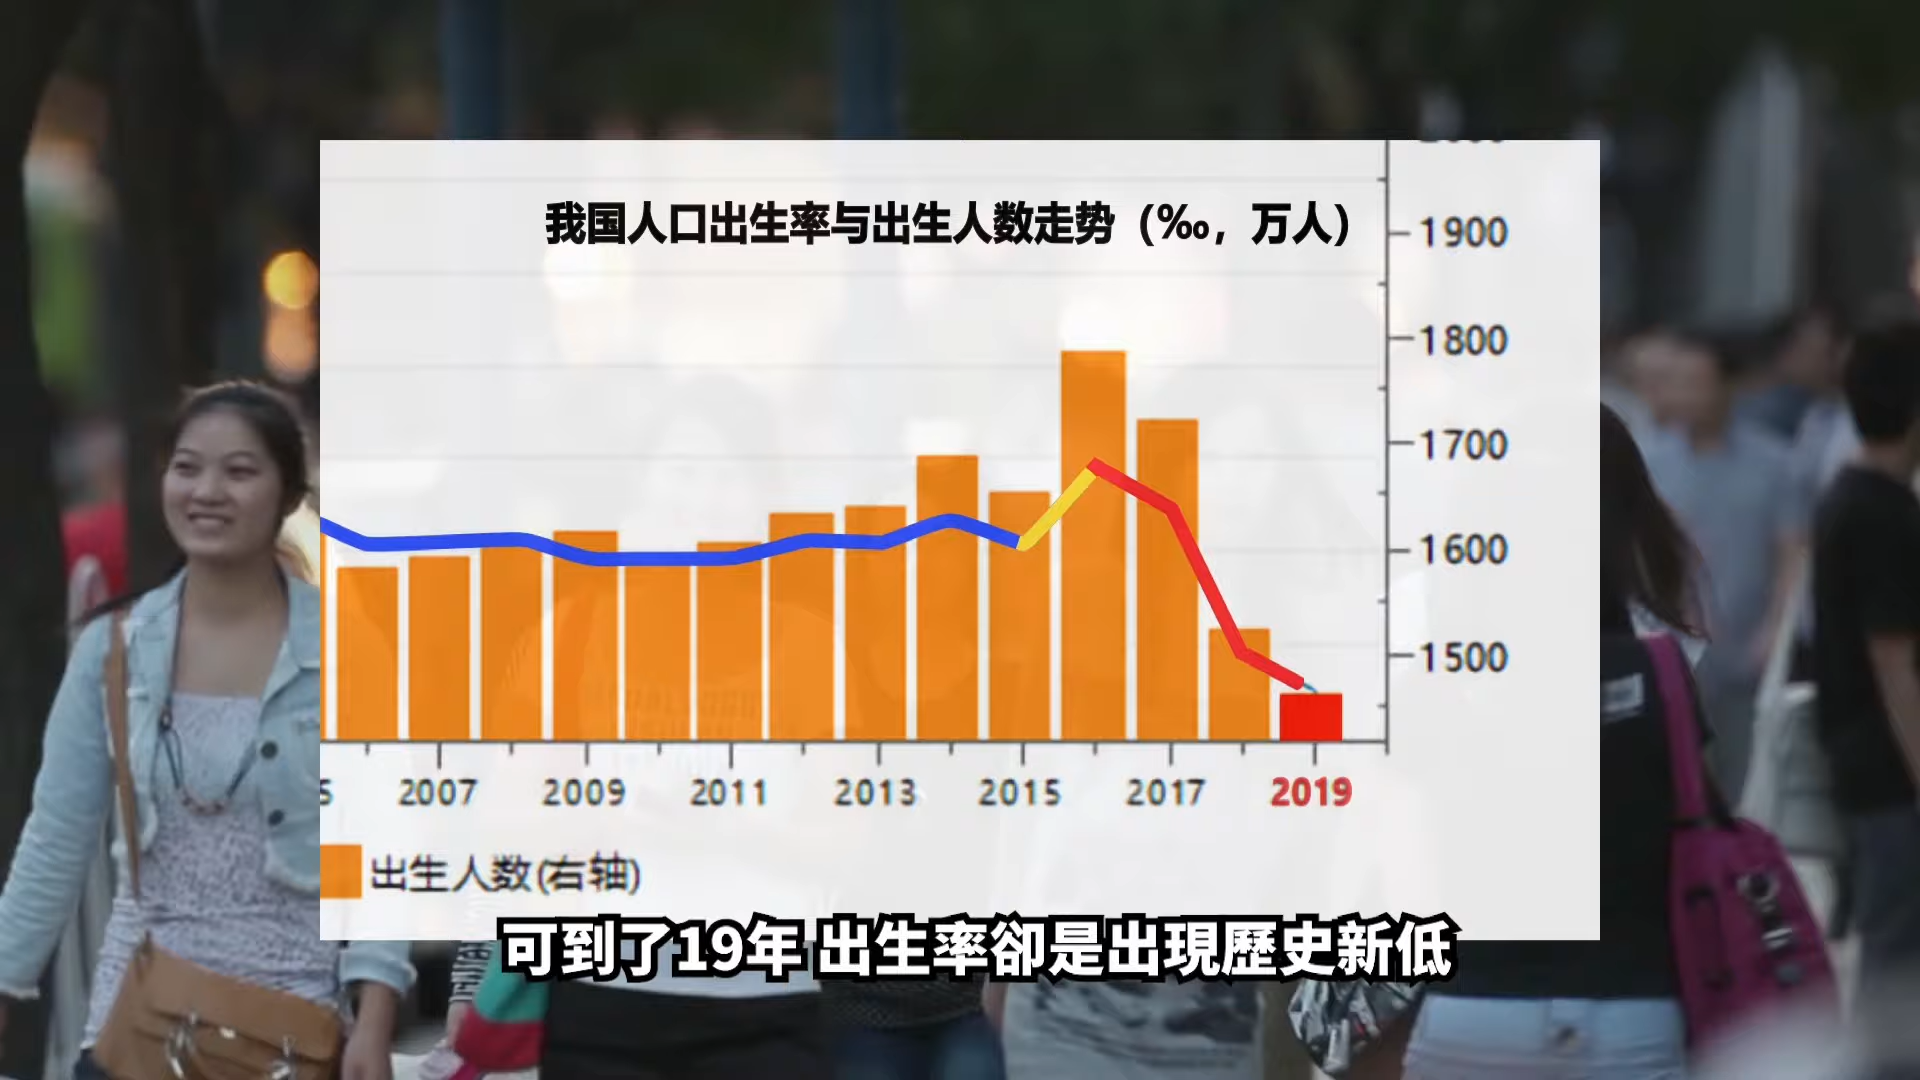 我国人口出生率与出生人数走势（‰，万人）
1900
1800
1700
1600
1500
2007 2009 2011 2013 2015 2017 2019
出生人数(右轴)
可到了19年 出生率卻是出現歷史新低